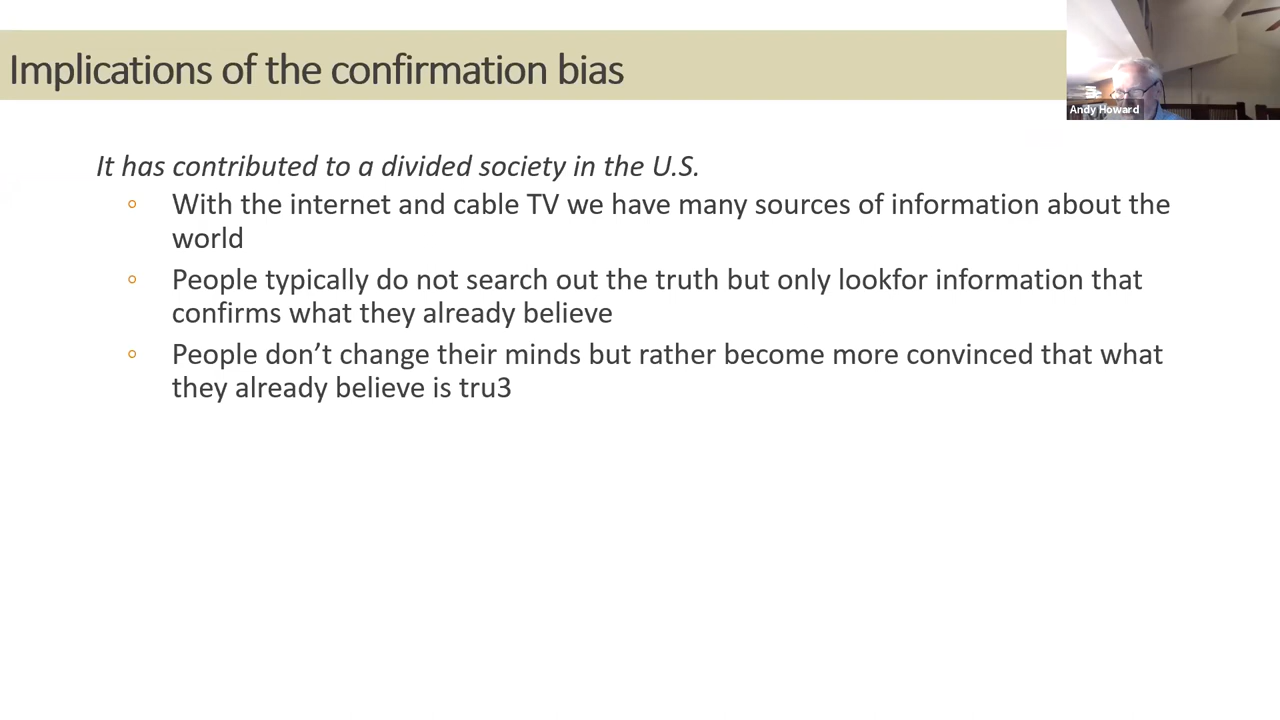 Implications of the confirmation bias
Andy Howard
It has contributed to a divided society in the U.S.
With the internet and cable TV we have many sources of information about the
world
People typically do not search out the truth but only lookfor information that
confirms what they already believe
People don’t change their minds but rather become more convinced that what
they already believe is tru3